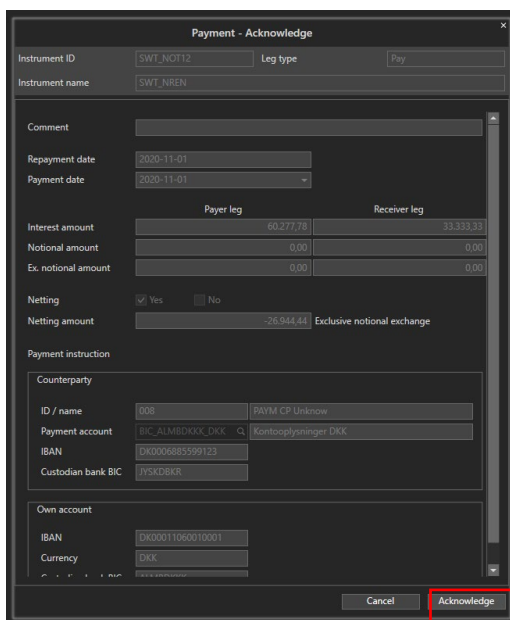 Payment - Acknowledge ×
Instrument ID SWT_NOT12 Leg type Pay
Instrument name SWT_NREN
Comment
Repayment date 2020-11-01
Payment date 2020-11-01
Payer leg Receiver leg
Interest amount 60.277,78 33.333,33
Notional amount 0,00 0,00
Ex. notional amount 0,00 0,00
Netting Yes No
Netting amount -26.944,44 Exclusive notional exchange
Payment instruction
Counterparty
ID / name 008 PAYM CP Unknow
Payment account BIC_ALMBDKKK_DKK Kontooplysninger DKK
IBAN DK0006885599123
Custodian bank BIC JYSKDBKR
Own account
IBAN DK00011060010001
Currency DKK
Cancel Acknowledge